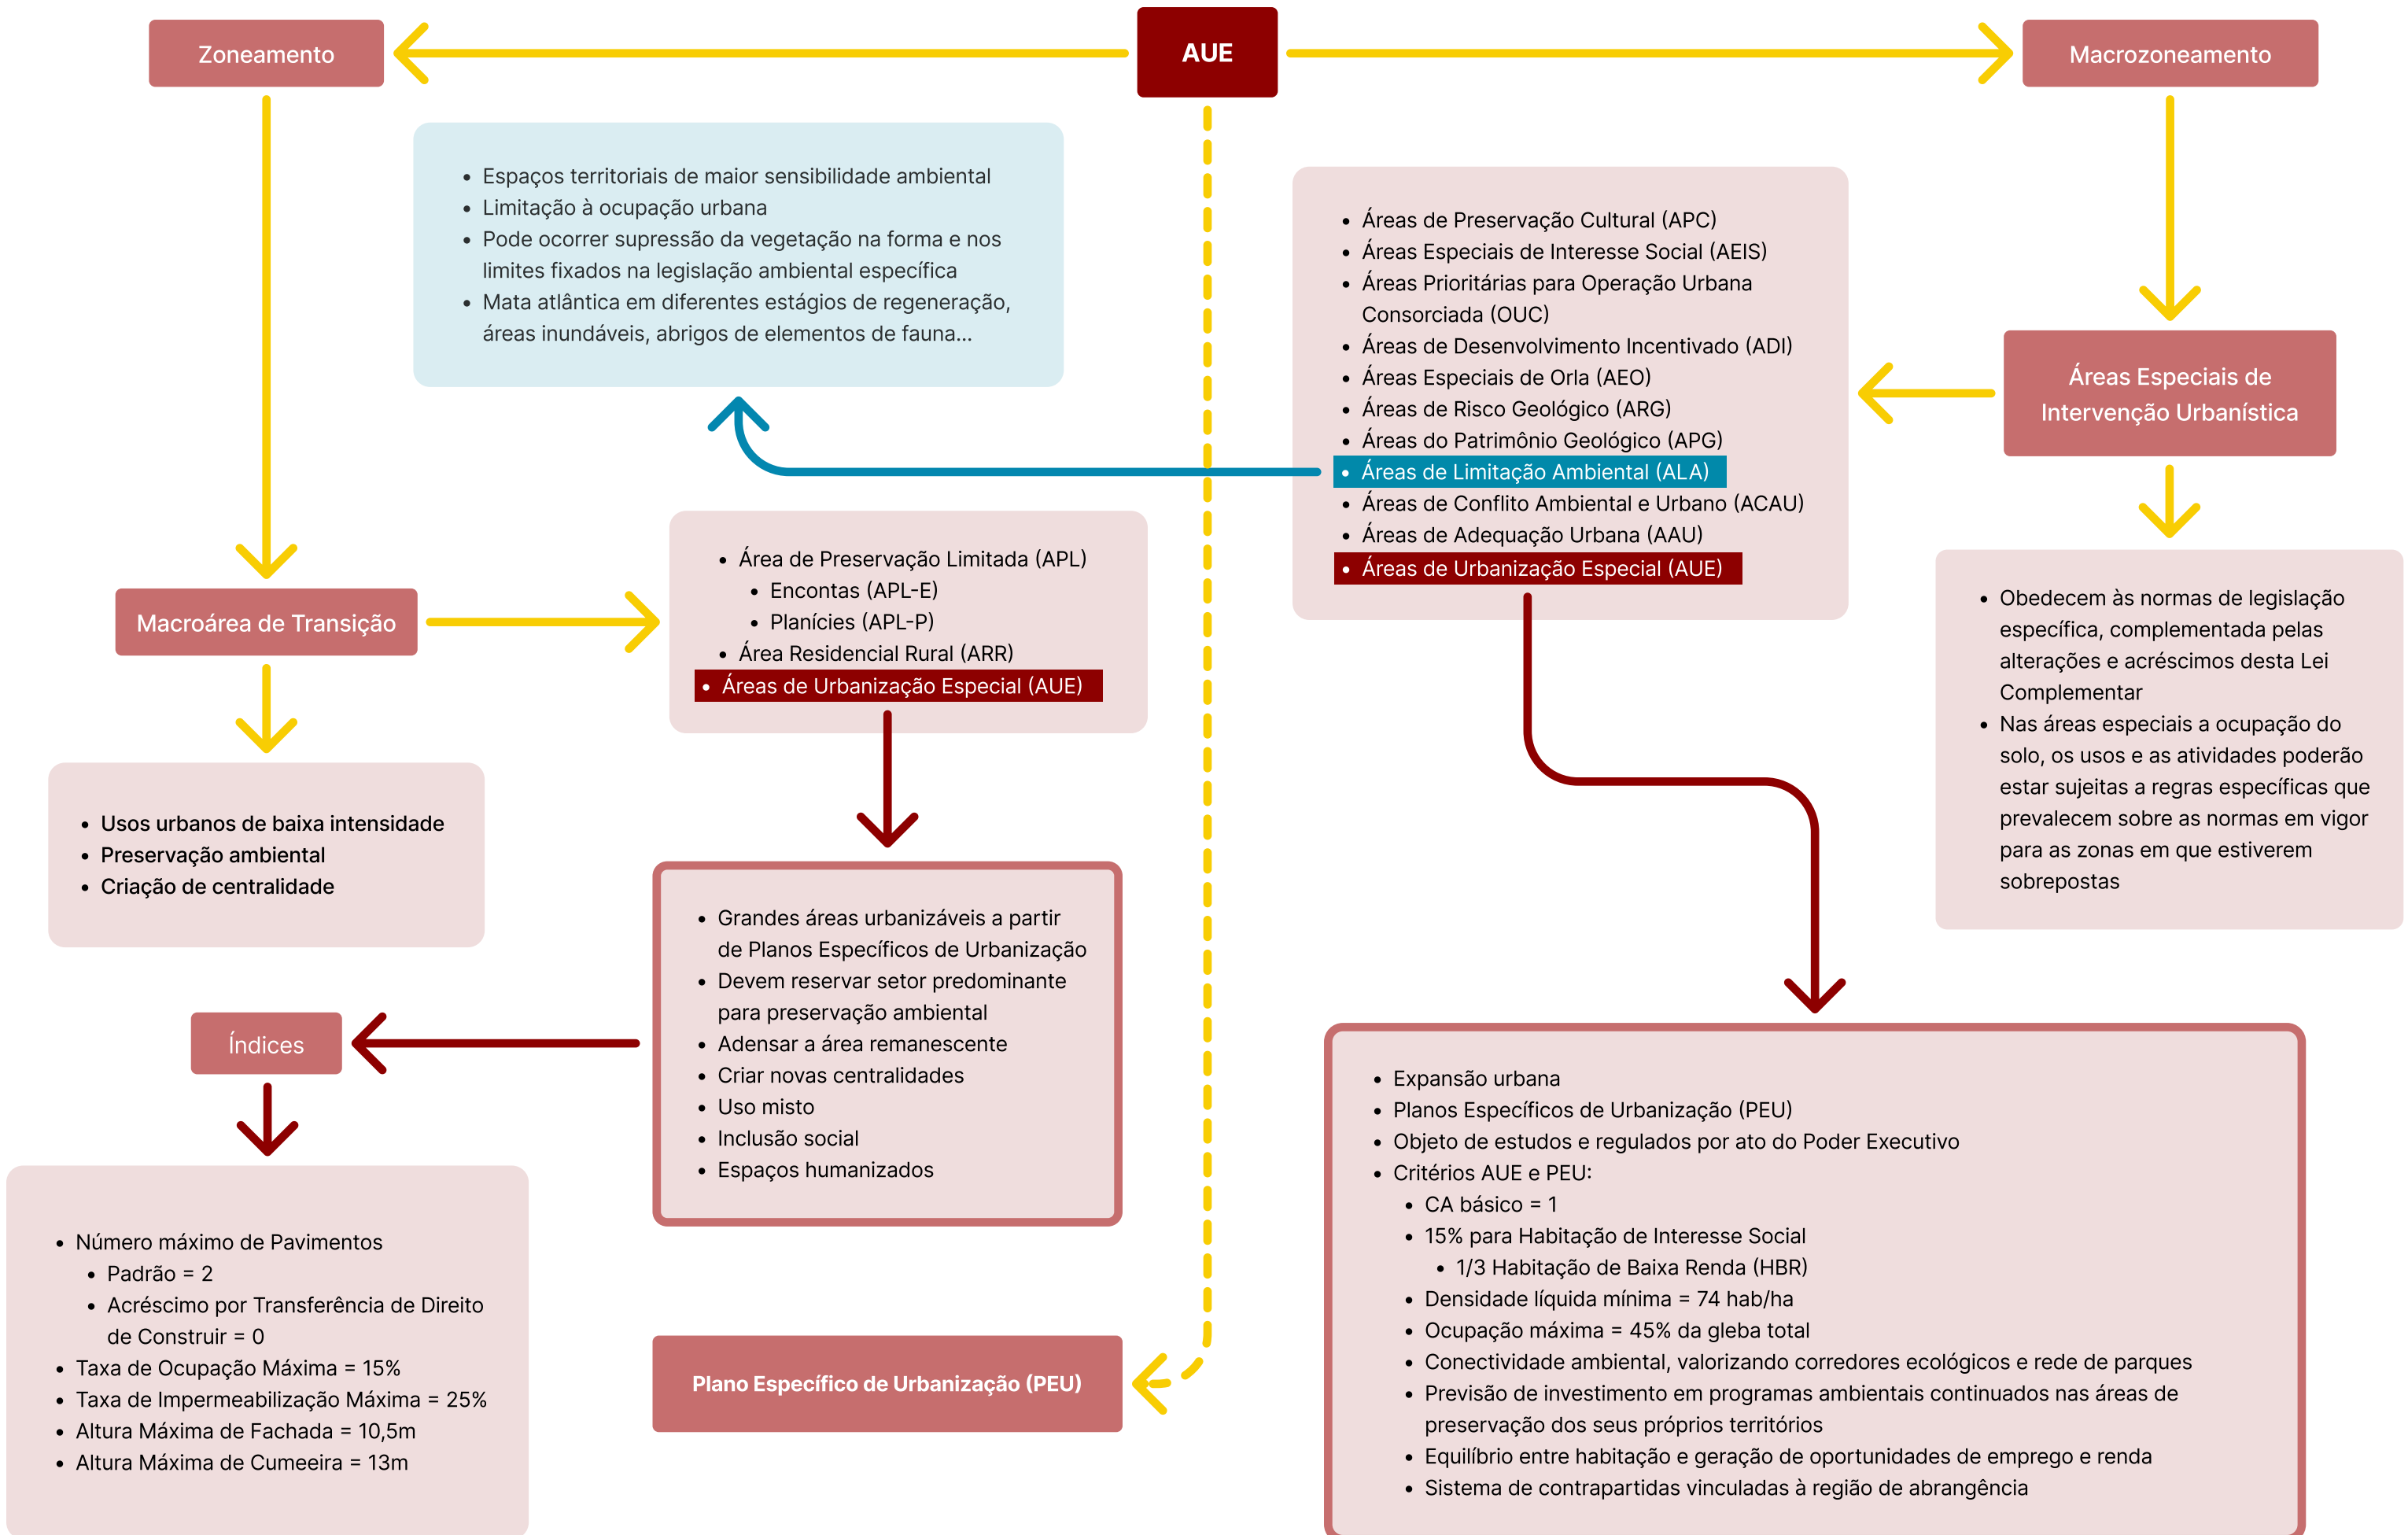 AUE
Zoneamento
Macrozoneamento
• Espaços territoriais de maior sensibilidade ambiental
• Limitação à ocupação urbana
• Pode ocorrer supressão da vegetação na forma e nos
limites fixados na legislação ambiental específica
• Mata atlântica em diferentes estágios de regeneração,
áreas inundáveis, abrigos de elementos de fauna...
• Áreas de Preservação Cultural (APC)
• Áreas Especiais de Interesse Social (AEIS)
• Áreas Prioritárias para Operação Urbana
Consorciada (OUC)
• Áreas de Desenvolvimento Incentivado (ADI)
• Áreas Especiais de Orla (AEO)
• Áreas de Risco Geológico (ARG)
• Áreas do Patrimônio Geológico (APG)
• Áreas de Limitação Ambiental (ALA)
• Áreas de Conflito Ambiental e Urbano (ACAU)
• Áreas de Adequação Urbana (AAU)
• Áreas de Urbanização Especial (AUE)
Áreas Especiais de
Intervenção Urbanística
• Obedecem às normas de legislação
específica, complementada pelas
alterações e acréscimos desta Lei
Complementar
• Nas áreas especiais a ocupação do
solo, os usos e as atividades poderão
estar sujeitas a regras específicas que
prevalecem sobre as normas em vigor
para as zonas em que estiverem
sobrepostas
Macroárea de Transição
• Área de Preservação Limitada (APL)
• Encontas (APL-E)
• Planícies (APL-P)
• Área Residencial Rural (ARR)
• Áreas de Urbanização Especial (AUE)
• Usos urbanos de baixa intensidade
• Preservação ambiental
• Criação de centralidade
• Grandes áreas urbanizáveis a partir
de Planos Específicos de Urbanização
• Devem reservar setor predominante
para preservação ambiental
• Adensar a área remanescente
• Criar novas centralidades
• Uso misto
• Inclusão social
• Espaços humanizados
Índices
• Número máximo de Pavimentos
• Padrão = 2
• Acréscimo por Transferência de Direito
de Construir = 0
• Taxa de Ocupação Máxima = 15%
• Taxa de Impermeabilização Máxima = 25%
• Altura Máxima de Fachada = 10,5m
• Altura Máxima de Cumeeira = 13m
Plano Específico de Urbanização (PEU)
• Expansão urbana
• Planos Específicos de Urbanização (PEU)
• Objeto de estudos e regulados por ato do Poder Executivo
• Critérios AUE e PEU:
• CA básico = 1
• 15% para Habitação de Interesse Social
• 1/3 Habitação de Baixa Renda (HBR)
• Densidade líquida mínima = 74 hab/ha
• Ocupação máxima = 45% da gleba total
• Conectividade ambiental, valorizando corredores ecológicos e rede de parques
• Previsão de investimento em programas ambientais continuados nas áreas de
preservação dos seus próprios territórios
• Equilíbrio entre habitação e geração de oportunidades de emprego e renda
• Sistema de contrapartidas vinculadas à região de abrangência